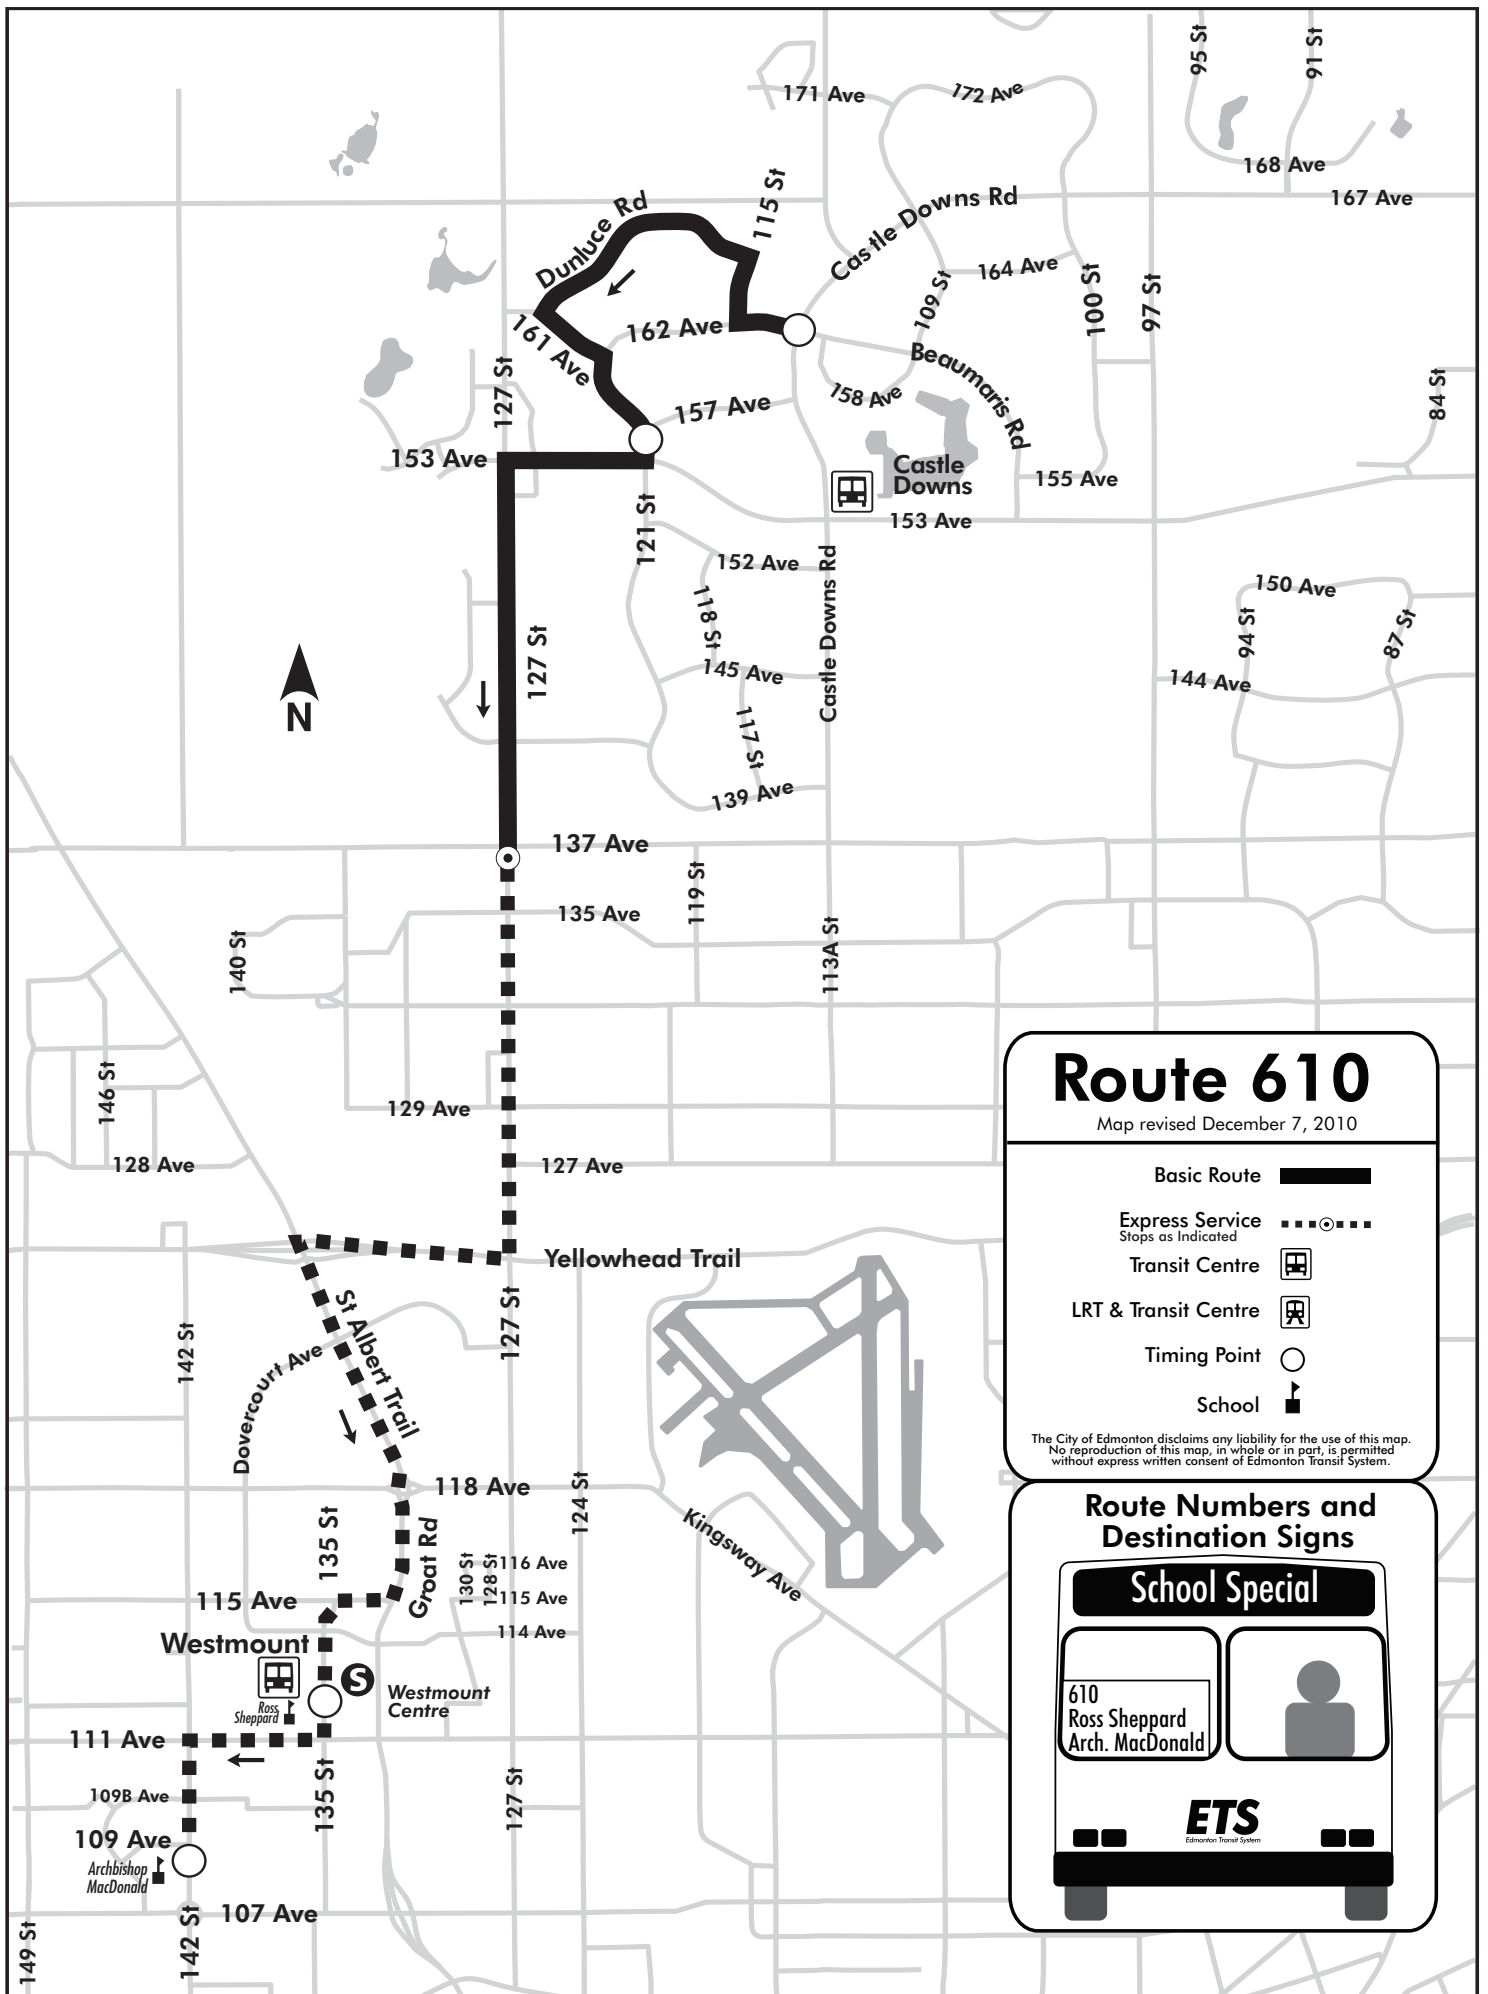 95 St
91 St
171 Ave
172 Ave
168 Ave
167 Ave
115 St
Dunluce Rd
Castle Downs Rd
164 Ave
109 St
100 St
97 St
161 Ave
162 Ave
Beaumaris Rd
127 St
158 Ave
157 Ave
84 St
153 Ave
Castle
Downs
155 Ave
153 Ave
121 St
152 Ave
Castle Downs Rd
150 Ave
118 St
94 St
87 St
127 St
145 Ave
144 Ave
N
117 St
139 Ave
137 Ave
119 St
135 Ave
140 St
113A St
146 St
129 Ave
128 Ave
127 Ave
Yellowhead Trail
127 St
St Albert Trail
142 St
Dovercourt Ave
118 Ave
124 St
Kingsway Ave
135 St
Groat Rd
130 St
128 St
116 Ave
115 Ave
115 Ave
114 Ave
Westmount
S
Westmount
Centre
Ross
Sheppard
111 Ave
135 St
127 St
109B Ave
109 Ave
Archbishop
MacDonald
107 Ave
149 St
142 St
Route 610
Map revised December 7, 2010
Basic Route
Express Service
Stops as Indicated
Transit Centre
LRT & Transit Centre
Timing Point
School
The City of Edmonton disclaims any liability for the use of this map.
No reproduction of this map, in whole or in part, is permitted
without express written consent of Edmonton Transit System.
Route Numbers and
Destination Signs
School Special
610
Ross Sheppard
Arch. MacDonald
ETS
Edmonton Transit System